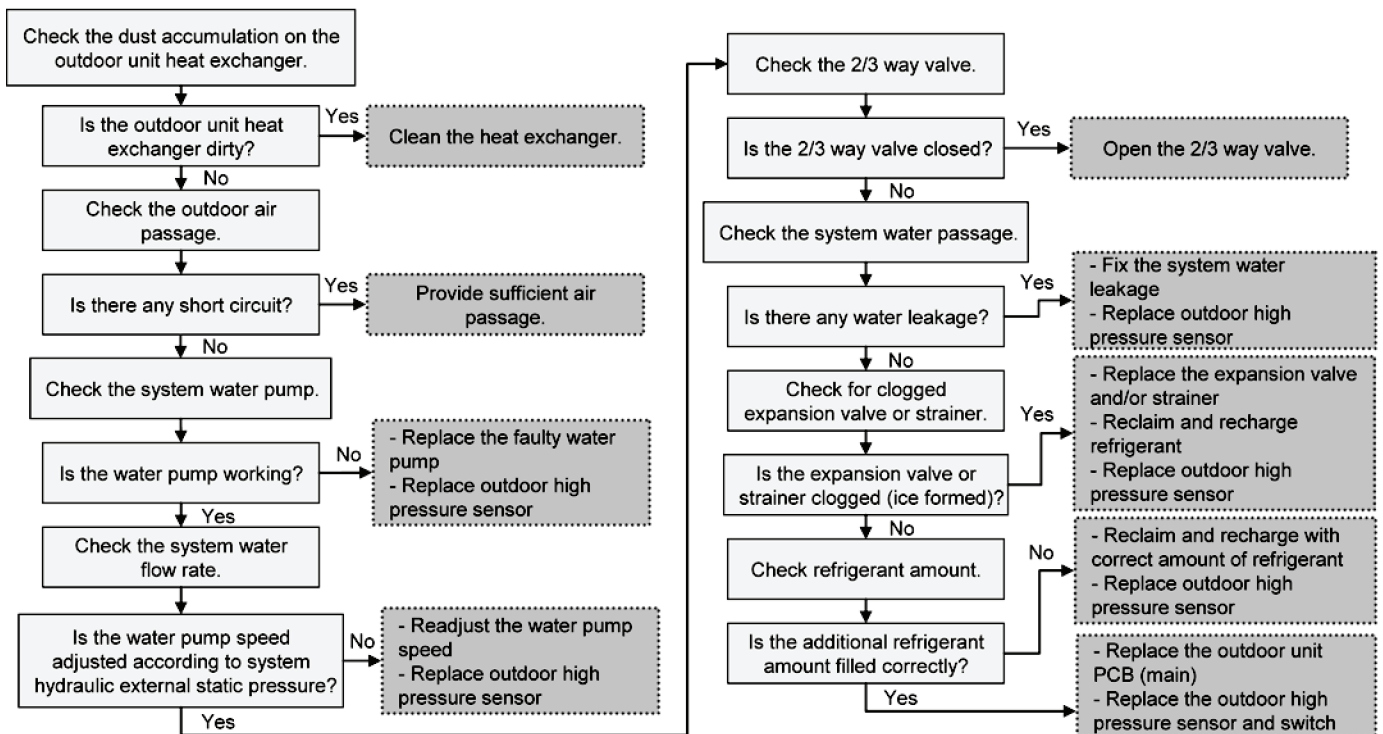 Check the dust accumulation on the
outdoor unit heat exchanger.
Is the outdoor unit heat
exchanger dirty?
Yes
Clean the heat exchanger.
No
Check the outdoor air
passage.
Is there any short circuit?
Yes
Provide sufficient air
passage.
No
Check the system water pump.
Is the water pump working?
No
- Replace the faulty water
pump
- Replace outdoor high
pressure sensor
Yes
Check the system water
flow rate.
Is the water pump speed
adjusted according to system
hydraulic external static pressure?
No
- Readjust the water pump
speed
- Replace outdoor high
pressure sensor
Yes
Check the 2/3 way valve.
Is the 2/3 way valve closed?
Yes
Open the 2/3 way valve.
No
Check the system water passage.
Is there any water leakage?
Yes
- Fix the system water
leakage
- Replace outdoor high
pressure sensor
No
Check for clogged
expansion valve or strainer.
Is the expansion valve or
strainer clogged (ice formed)?
Yes
- Replace the expansion valve
and/or strainer
- Reclaim and recharge
refrigerant
- Replace outdoor high
pressure sensor
No
Check refrigerant amount.
Is the additional refrigerant
amount filled correctly?
No
- Reclaim and recharge with
correct amount of refrigerant
- Replace outdoor high
pressure sensor
Yes
- Replace the outdoor unit
PCB (main)
- Replace the outdoor high
pressure sensor and switch